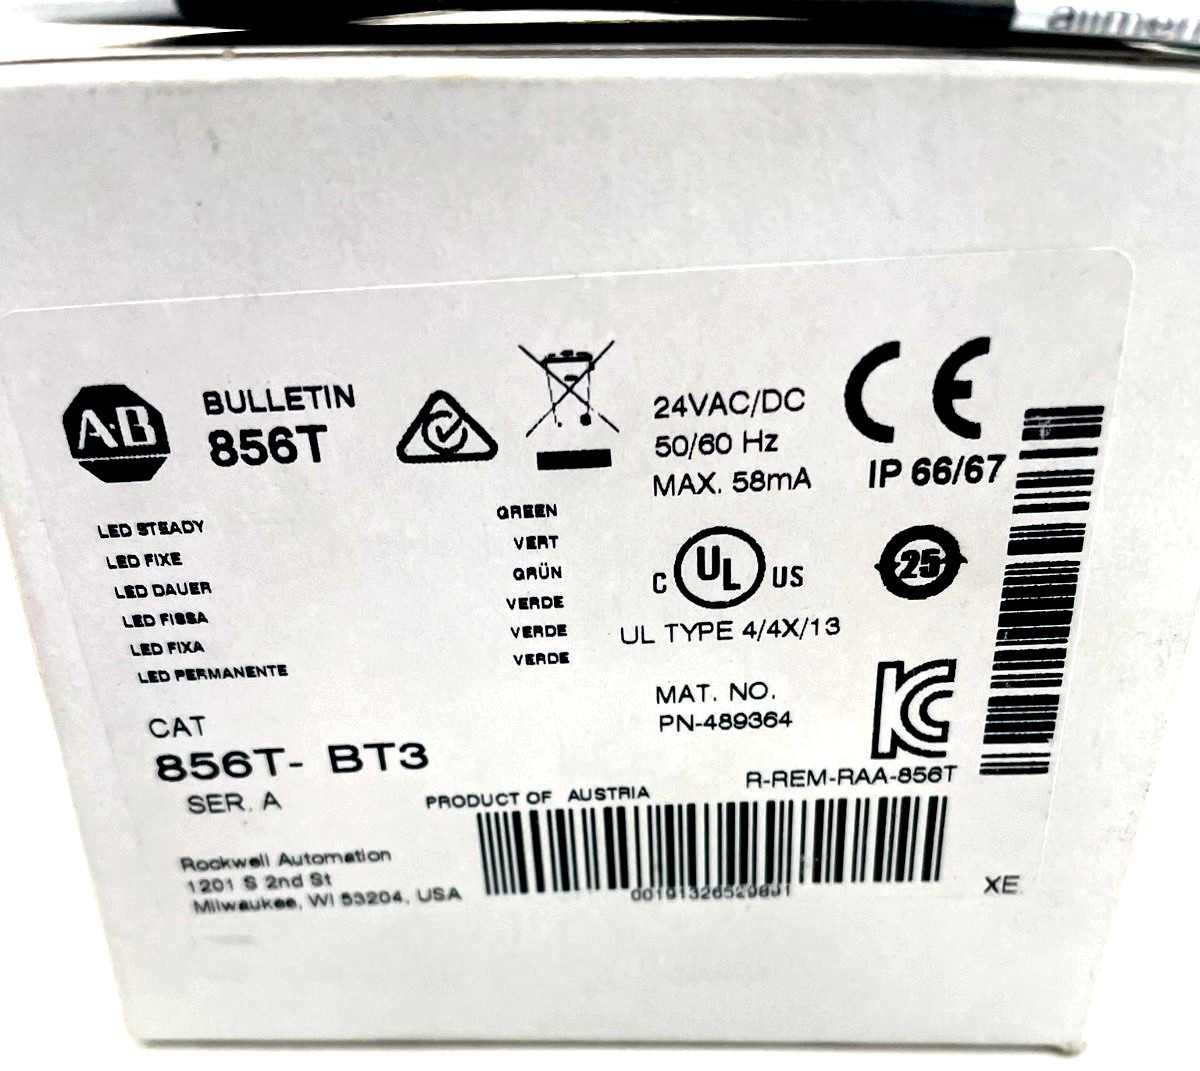 A·B
BULLETIN
856T
24VAC/DC
50/60 Hz
MAX. 58mA
CE
IP 66/67
LED STEADY GREEN
LED FIXE VERT
LED DAUER GRÜN
LED FISSA VERDE
LED FIXA VERDE
LED PERMANENTE VERDE
C UL US
25
UL TYPE 4/4X/13
MAT. NO.
PN-489364
KC
R-REM-RAA-856T
CAT
856T- BT3
SER. A
PRODUCT OF AUSTRIA
Rockwell Automation
1201 S 2nd St
Milwaukee, WI 53204, USA
XE